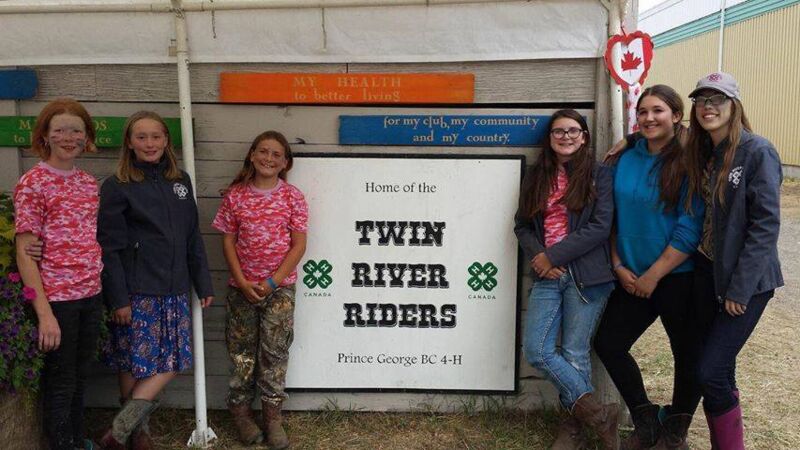 MY HEALTH
to better living
for my club, my community
and my country.
Home of the
TWIN
RIVER
RIDERS
CANADA
CANADA
Prince George BC 4-H